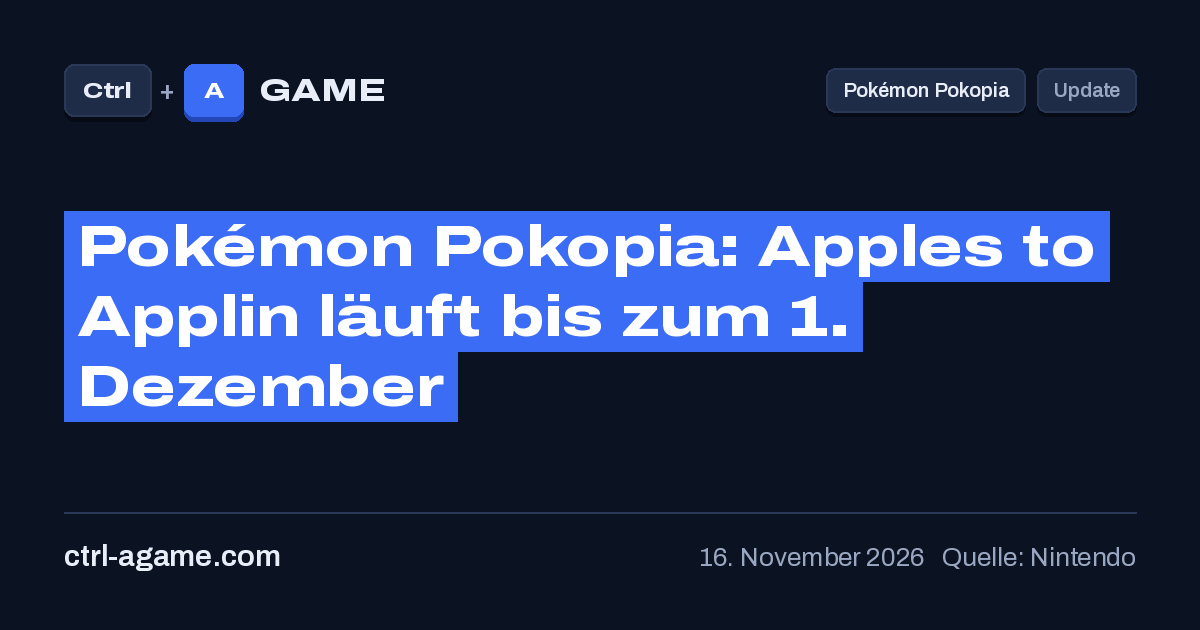 Ctrl + A GAME
Pokémon Pokopia Update
Pokémon Pokopia: Apples to
Applin läuft bis zum 1.
Dezember
ctrl-agame.com
16. November 2026 Quelle: Nintendo